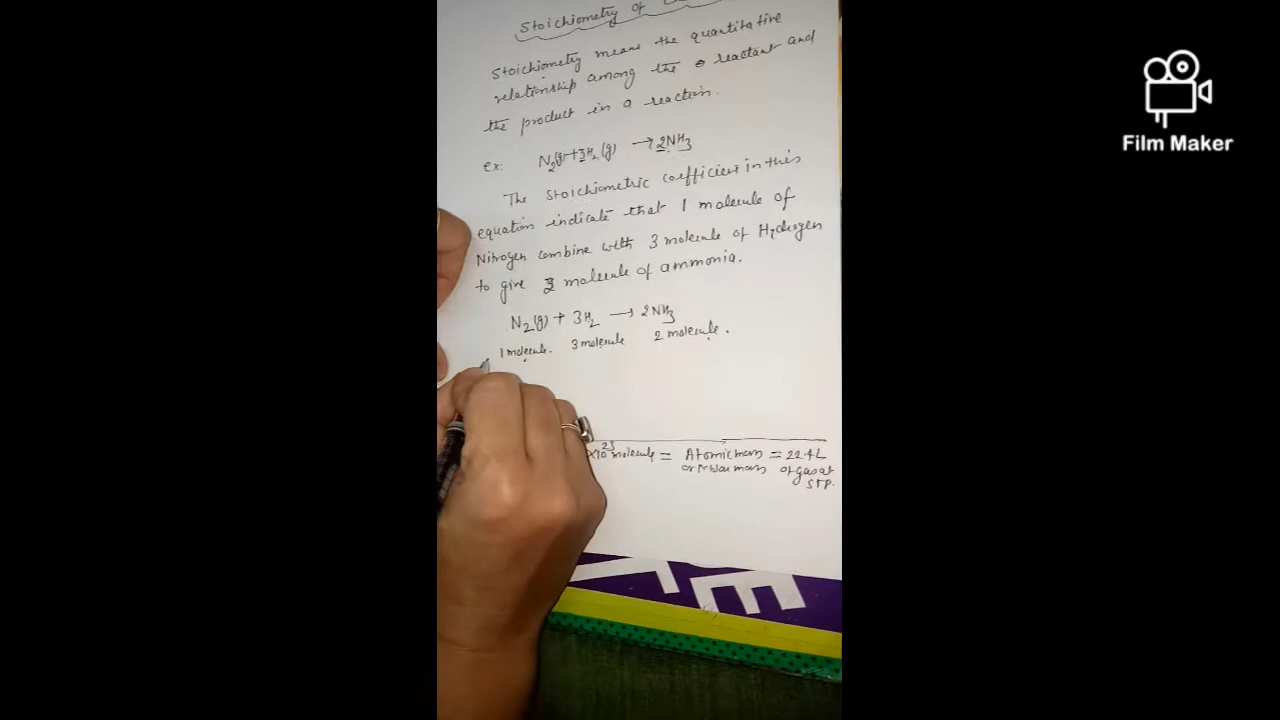 Stoichiometry of
Stoichiometry means the quantitative
relationship among the reactant and
the product in a reaction.
ex: N2(g)+3H2(g) → 2NH3
The Stoichiometric coefficient in this
equation indicate that 1 molecule of
Nitrogen combine with 3 molecule of Hydrogen
to give 2 molecule of ammonia.
N2(g) + 3H2 → 2NH3
1 molecule. 3 molecule 2 molecule.
×10^23 molecule = Atomic mass = 22.4L
or Molar mass of gas at
STP.
Film Maker